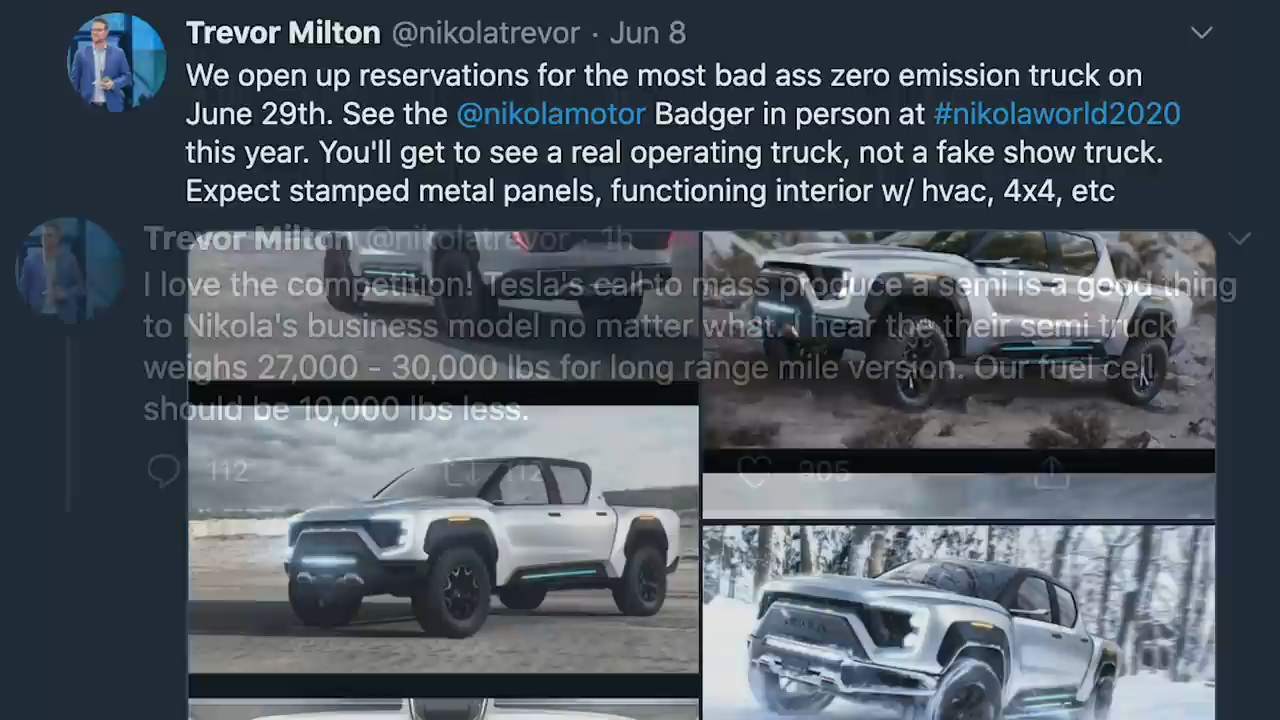 Trevor Milton @nikolatrevor · Jun 8
We open up reservations for the most bad ass zero emission truck on
June 29th. See the @nikolamotor Badger in person at #nikolaworld2020
this year. You'll get to see a real operating truck, not a fake show truck.
Expect stamped metal panels, functioning interior w/ hvac, 4x4, etc
Trevor Milton @nikolatrevor · 1h
I love the competition! Tesla's call to mass produce a semi is a good thing
to Nikola's business model no matter what. I hear the their semi truck
weighs 27,000 - 30,000 lbs for long range mile version. Our fuel cell
should be 10,000 lbs less.
112 112 905